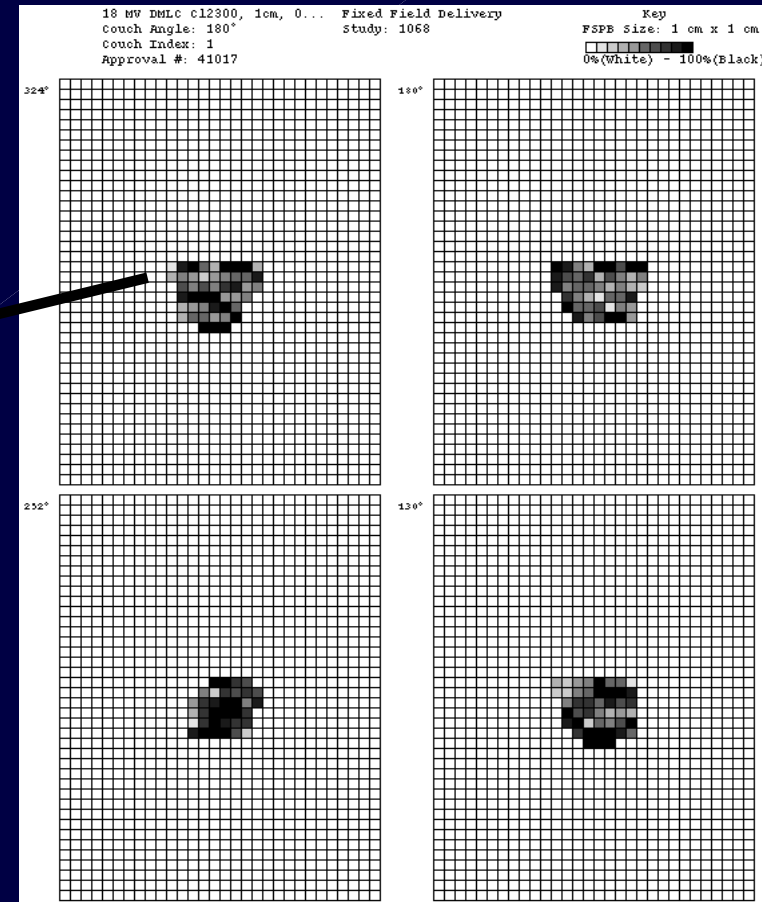 18 MV DMLC Cl2300, 1cm, 0... Fixed Field Delivery Key
Couch Angle: 180° Study: 1068 FSPB Size: 1 cm x 1 cm
Couch Index: 1
Approval #: 41017 0%(White) - 100%(Black)
324° 180°
252° 130°